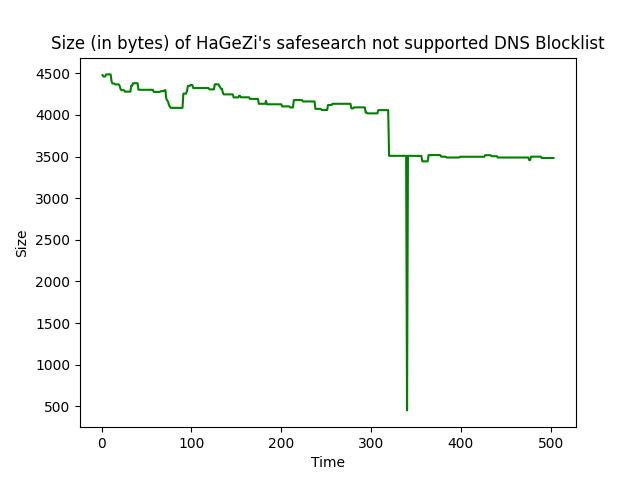 Size (in bytes) of HaGeZi's safesearch not supported DNS Blocklist
4500
4000
3500
3000
2500
2000
1500
1000
500
Size
0 100 200 300 400 500
Time